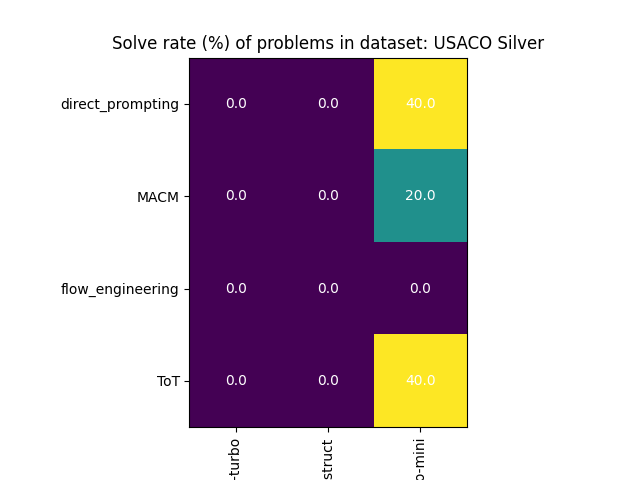 Solve rate (%) of problems in dataset: USACO Silver
direct_prompting 0.0 0.0 40.0
MACM 0.0 0.0 20.0
flow_engineering 0.0 0.0 0.0
ToT 0.0 0.0 40.0
-turbo
struct
o-mini